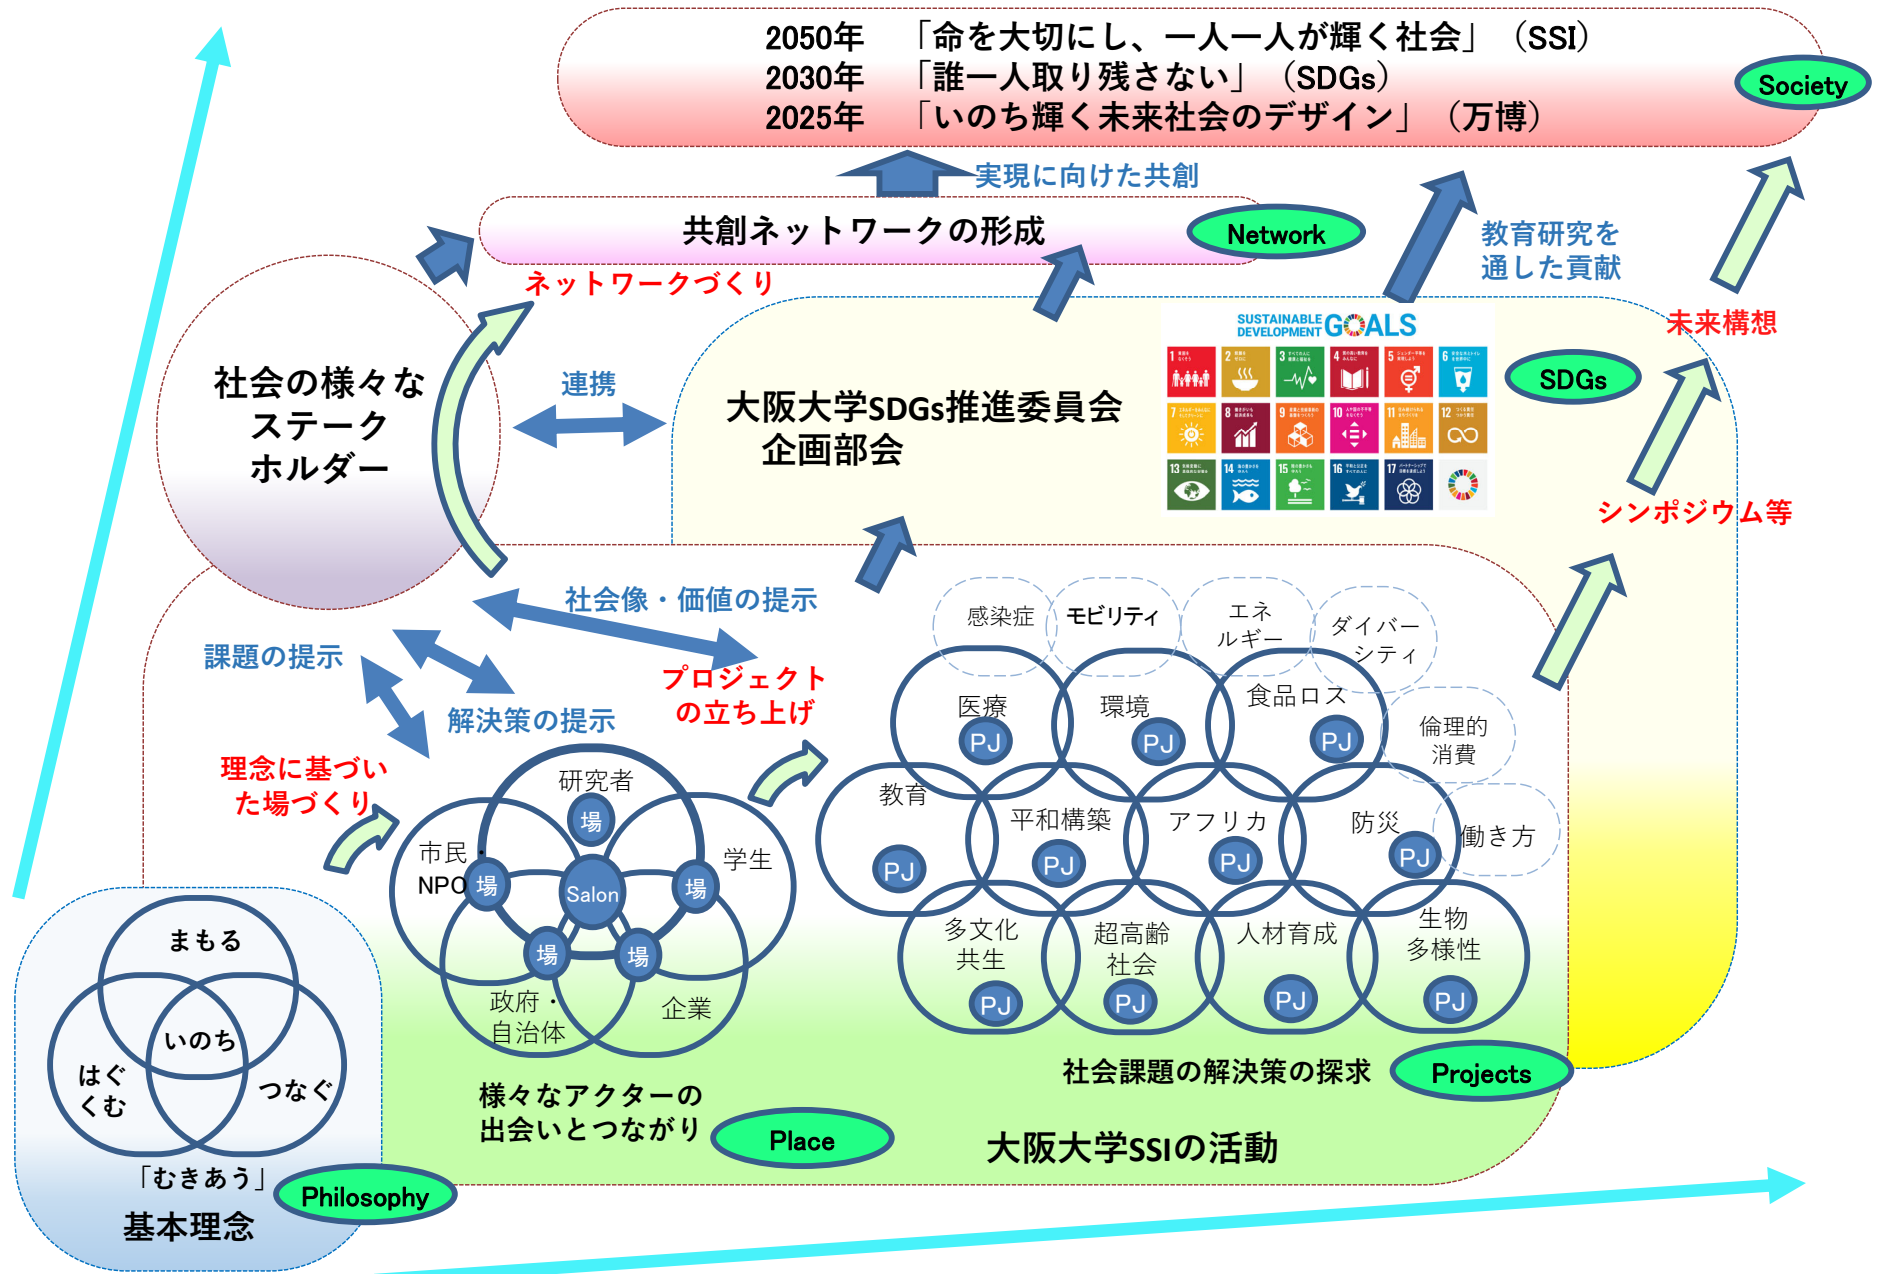 2050年 「命を大切にし、一人一人が輝く社会」（SSI）
2030年 「誰一人取り残さない」（SDGs）
2025年 「いのち輝く未来社会のデザイン」（万博）
Society
実現に向けた共創
共創ネットワークの形成
Network
教育研究を
通した貢献
ネットワークづくり
未来構想
社会の様々な
ステーク
ホルダー
連携
大阪大学SDGs推進委員会
企画部会
SUSTAINABLE
DEVELOPMENT
GOALS
1
2
3
4
5
6
7
8
9
10
11
12
13
14
15
16
17
SDGs
シンポジウム等
社会像・価値の提示
課題の提示
解決策の提示
プロジェクト
の立ち上げ
理念に基づい
た場づくり
感染症
モビリティ
エネ
ルギー
ダイバー
シティ
倫理的
消費
働き方
医療
PJ
環境
PJ
食品ロス
PJ
教育
PJ
平和構築
PJ
アフリカ
PJ
防災
PJ
多文化
共生
PJ
超高齢
社会
PJ
人材育成
PJ
生物
多様性
PJ
研究者
場
市民・
NPO
場
Salon
場
学生
場
場
政府・
自治体
企業
様々なアクターの
出会いとつながり
Place
社会課題の解決策の探求
Projects
大阪大学SSIの活動
まもる
いのち
はぐ
くむ
つなぐ
「むきあう」
基本理念
Philosophy